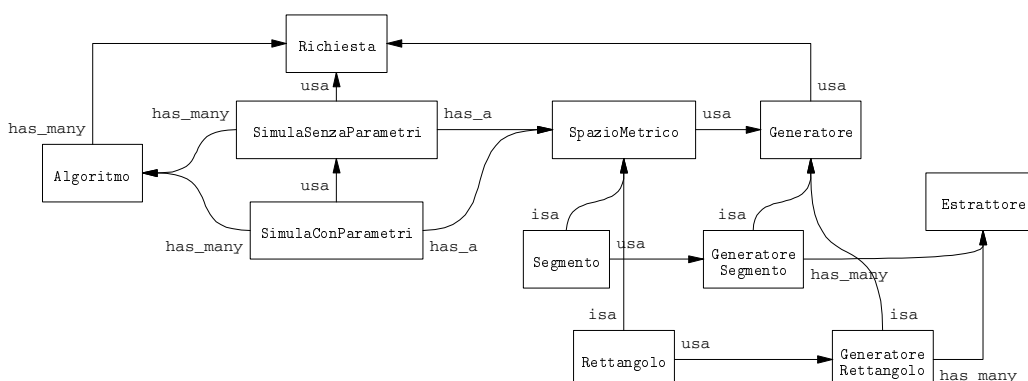 Richiesta
usa
usa
has_many
has_many
SimulaSenzaParametri
has_a
SpazioMetrico
usa
Generatore
Algoritmo
usa
Estrattore
has_many
SimulaConParametri
has_a
isa
isa
Segmento
usa
Generatore
Segmento
has_many
isa
isa
Rettangolo
usa
Generatore
Rettangolo
has_many